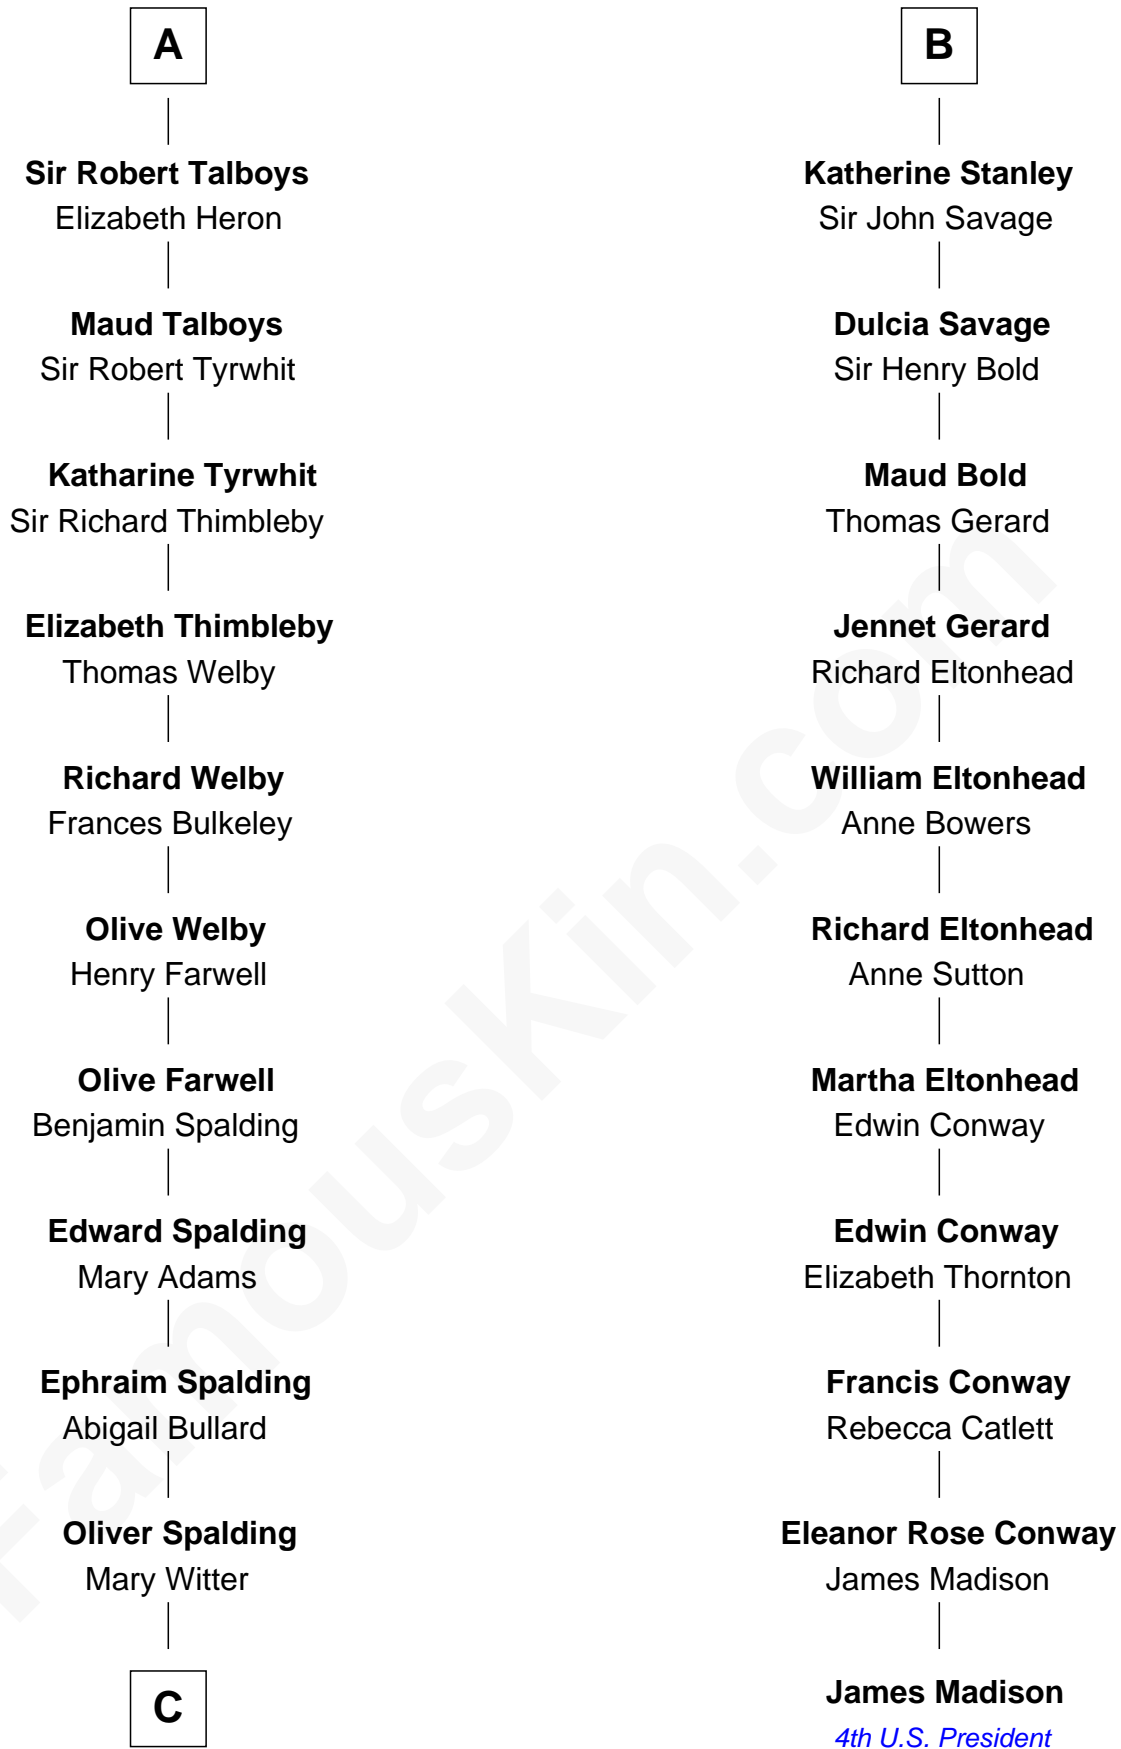 A
Sir Robert Talboys
Elizabeth Heron
Maud Talboys
Sir Robert Tyrwhit
Katharine Tyrwhit
Sir Richard Thimbleby
Elizabeth Thimbleby
Thomas Welby
Richard Welby
Frances Bulkeley
Olive Welby
Henry Farwell
Olive Farwell
Benjamin Spalding
Edward Spalding
Mary Adams
Ephraim Spalding
Abigail Bullard
Oliver Spalding
Mary Witter
C
B
Katherine Stanley
Sir John Savage
Dulcia Savage
Sir Henry Bold
Maud Bold
Thomas Gerard
Jennet Gerard
Richard Eltonhead
William Eltonhead
Anne Bowers
Richard Eltonhead
Anne Sutton
Martha Eltonhead
Edwin Conway
Edwin Conway
Elizabeth Thornton
Francis Conway
Rebecca Catlett
Eleanor Rose Conway
James Madison
James Madison
4th U.S. President
FamousKin.com